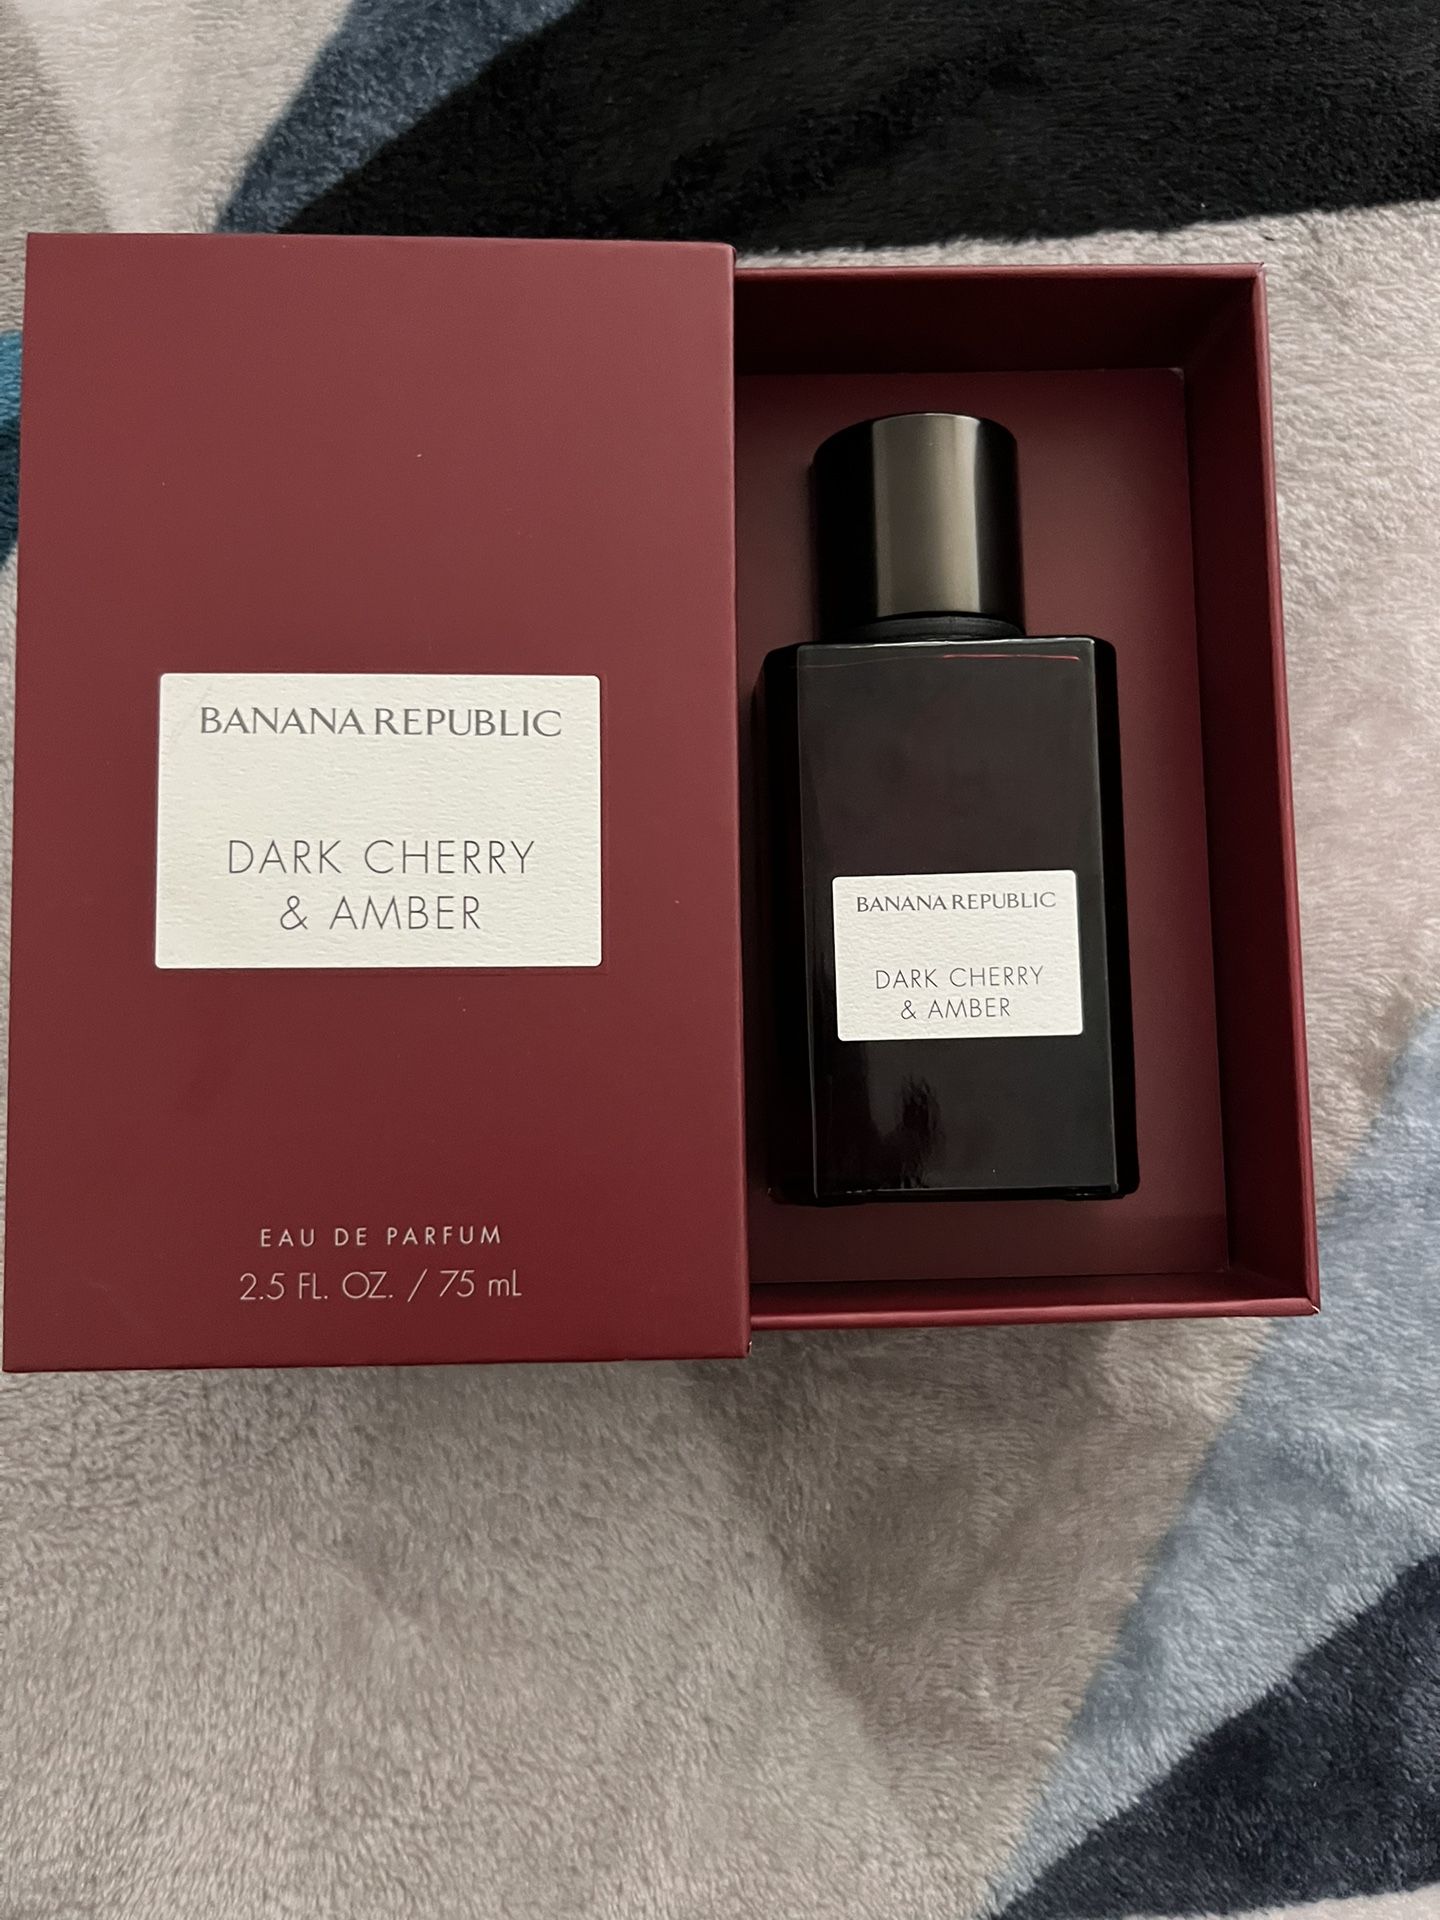 BANANA REPUBLIC
DARK CHERRY
& AMBER
EAU DE PARFUM
2.5 FL. OZ. / 75 mL
BANANA REPUBLIC
DARK CHERRY
& AMBER